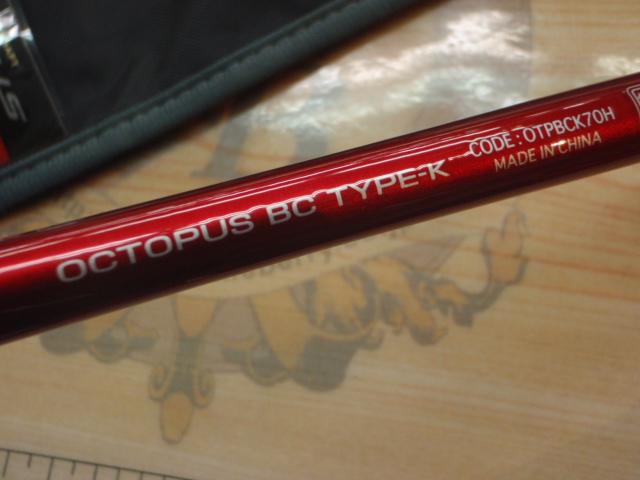 OCTOPUS BC TYPE-K
CODE : OTPBCK70H
MADE IN CHINA